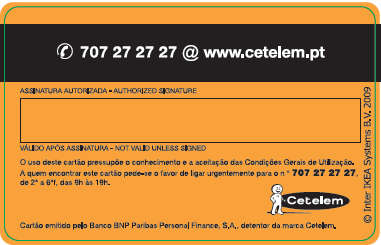 ✆ 707 27 27 27 @ www.cetelem.pt
ASSINATURA AUTORIZADA - AUTHORIZED SIGNATURE
VÁLIDO APÓS ASSINATURA - NOT VALID UNLESS SIGNED
O uso deste cartão pressupõe o conhecimento e a aceitação das Condições Gerais de Utilização.
A quem encontrar este cartão pede-se o favor de ligar urgentemente para o n º 707 27 27 27,
de 2ª a 6ªf, das 9h às 19h.
Cetelem
Cartão emitido pelo Banco BNP Paribas Personal Finance, S.A., detentor da marca Cetelem.
© Inter IKEA Systems B.V. 2009